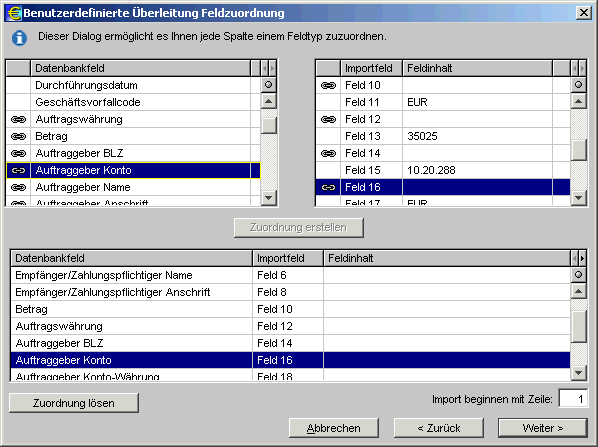 Benutzerdefinierte Überleitung Feldzuordnung
Dieser Dialog ermöglicht es Ihnen jede Spalte einem Feldtyp zuzuordnen.
Datenbankfeld
Durchführungsdatum
Geschäftsvorfallcode
Auftragswährung
Betrag
Auftraggeber BLZ
Auftraggeber Konto
Auftraggeber Name
Auftraggeber Anschrift
Importfeld Feldinhalt
Feld 10
Feld 11 EUR
Feld 12
Feld 13 35025
Feld 14
Feld 15 10.20.288
Feld 16
Feld 17 EUR
Zuordnung erstellen
Datenbankfeld Importfeld Feldinhalt
Empfänger/Zahlungspflichtiger Name Feld 6
Empfänger/Zahlungspflichtiger Anschrift Feld 8
Betrag Feld 10
Auftragswährung Feld 12
Auftraggeber BLZ Feld 14
Auftraggeber Konto Feld 16
Auftraggeber Konto-Währung Feld 18
Zuordnung lösen
Import beginnen mit Zeile: 1
Abbrechen
< Zurück
Weiter >